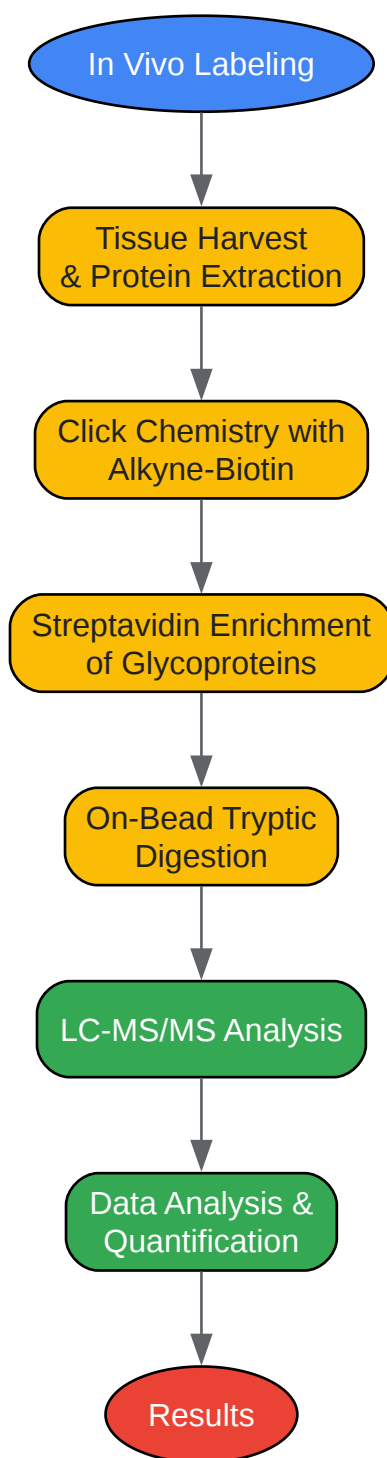 In Vivo Labeling
Tissue Harvest
& Protein Extraction
Click Chemistry with
Alkyne-Biotin
Streptavidin Enrichment
of Glycoproteins
On-Bead Tryptic
Digestion
LC-MS/MS Analysis
Data Analysis &
Quantification
Results